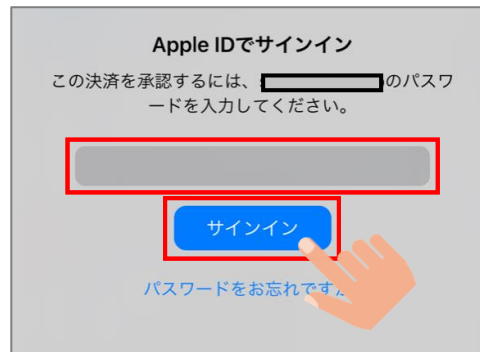 Apple IDでサインイン
この決済を承認するには、 のパスワ
ードを入力してください。
サインイン
パスワードをお忘れですか